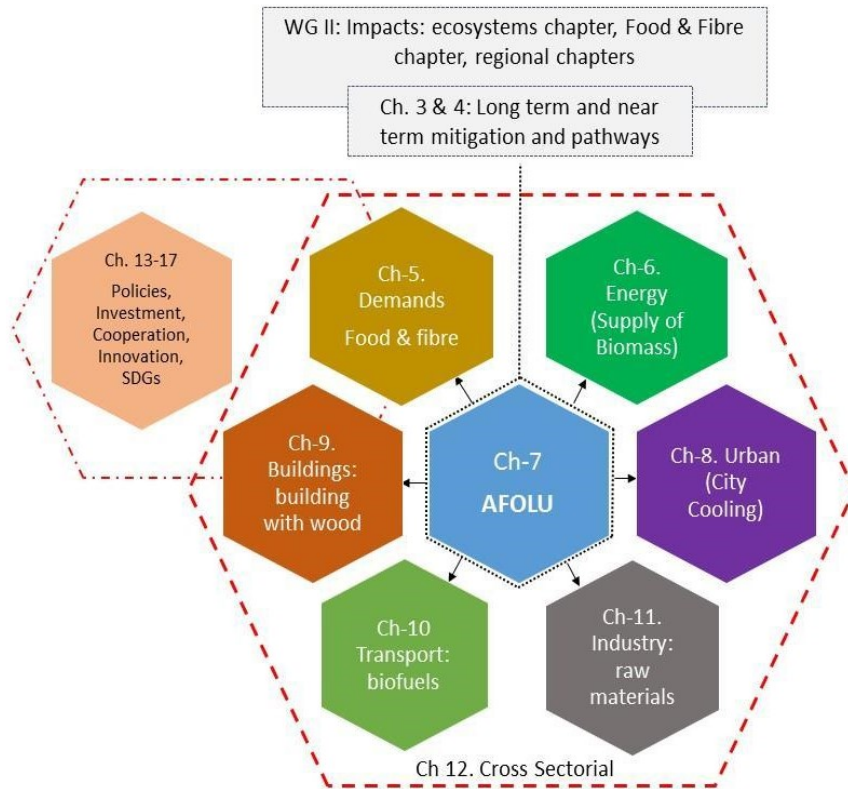 WG II: Impacts: ecosystems chapter, Food & Fibre
chapter, regional chapters
Ch. 3 & 4: Long term and near
term mitigation and pathways
Ch. 13-17
Policies,
Investment,
Cooperation,
Innovation,
SDGs
Ch-5.
Demands
Food & fibre
Ch-6.
Energy
(Supply of
Biomass)
Ch-9.
Buildings:
building
with wood
Ch-7
AFOLU
Ch-8. Urban
(City
Cooling)
Ch-10
Transport:
biofuels
Ch-11.
Industry:
raw
materials
Ch 12. Cross Sectorial